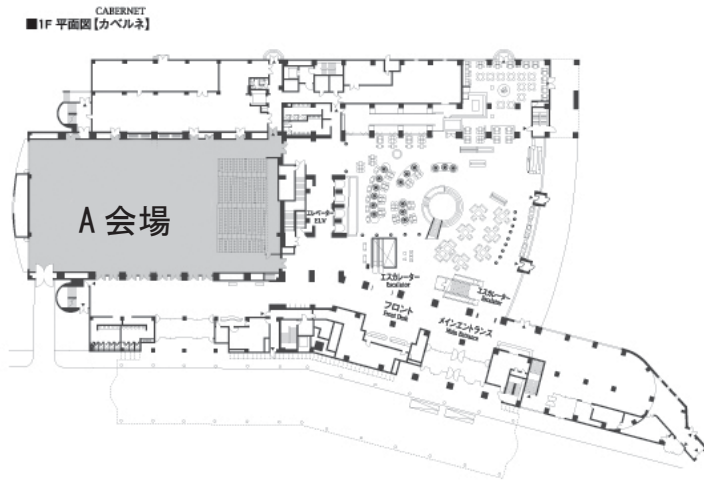 CABERNET
■1F 平面図【カベルネ】
A 会場
エレベーター
ELV
エスカレーター
Escalator
エスカレーター
Escalator
フロント
Front Desk
メインエントランス
Main Entrance